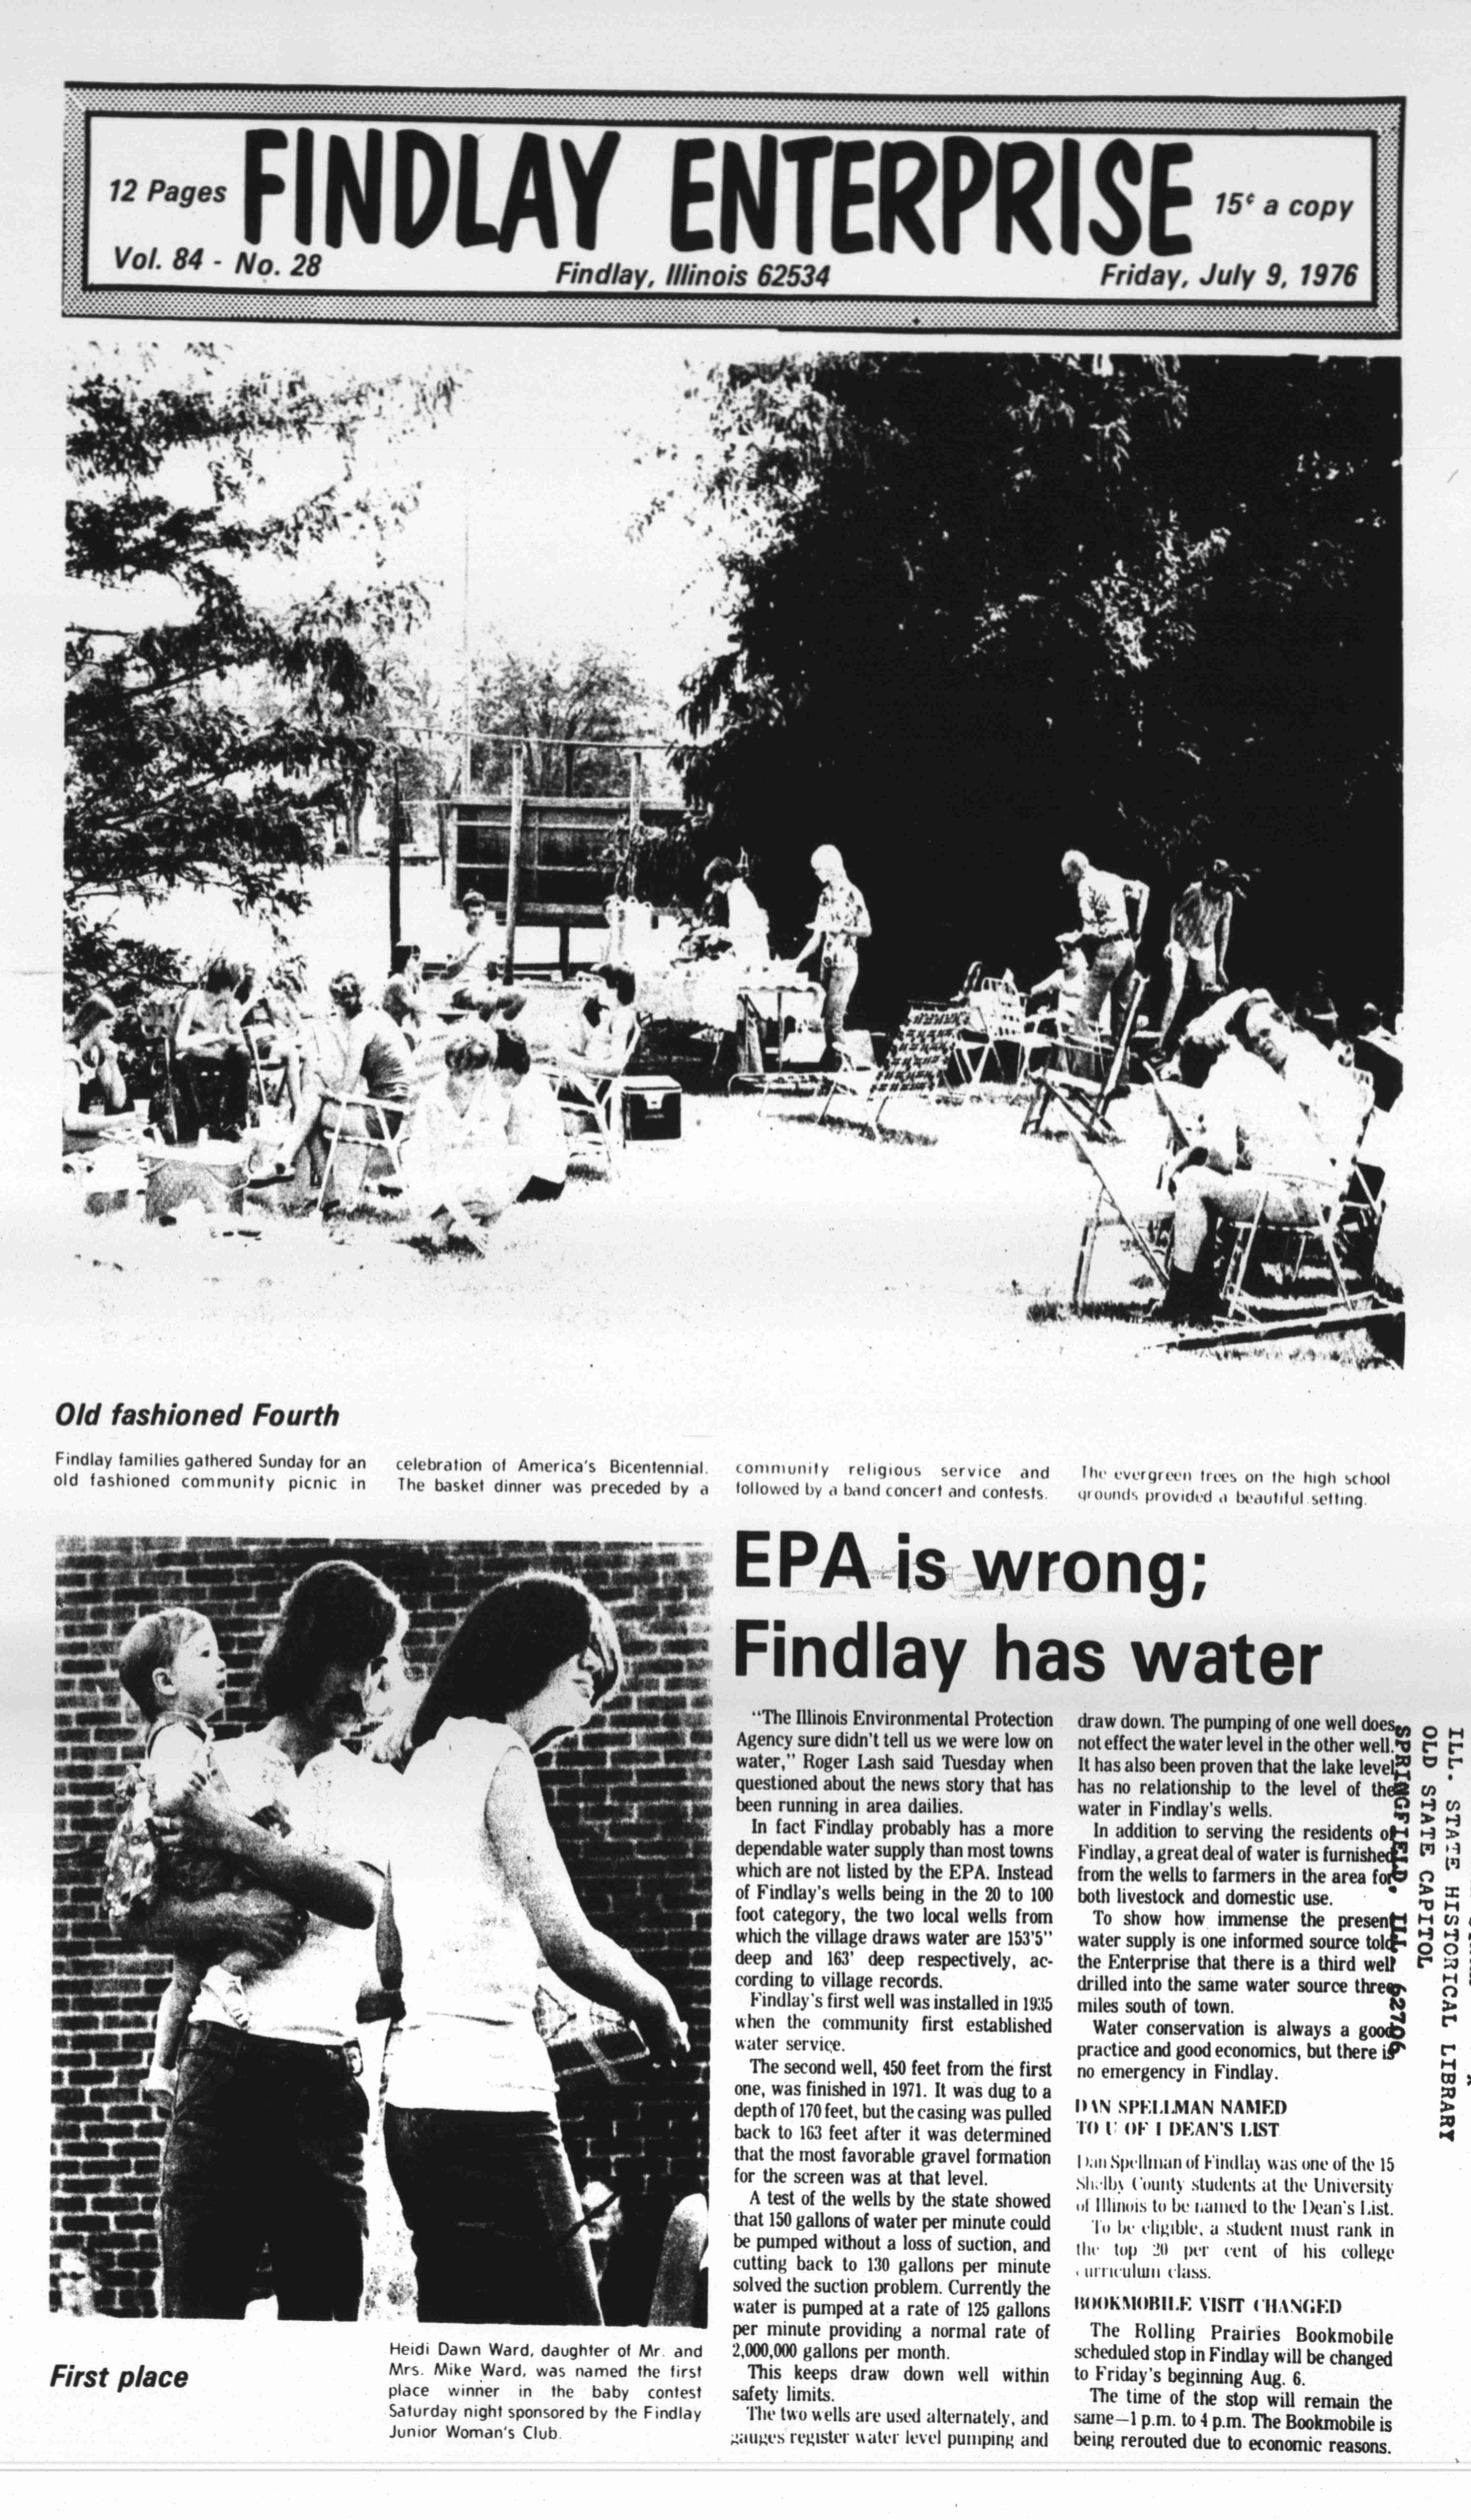 12 Pages
FINDLAY ENTERPRISE
15¢ a copy
Vol. 84 - No. 28
Findlay, Illinois 62534
Friday, July 9, 1976
Old fashioned Fourth
Findlay families gathered Sunday for an
old fashioned community picnic in
celebration of America's Bicentennial.
The basket dinner was preceded by a
community religious service and
followed by a band concert and contests.
The evergreen trees on the high school
grounds provided a beautiful setting.
First place
Heidi Dawn Ward, daughter of Mr. and
Mrs. Mike Ward, was named the first
place winner in the baby contest
Saturday night sponsored by the Findlay
Junior Woman's Club.
EPA is wrong;
Findlay has water
"The Illinois Environmental Protection
Agency sure didn't tell us we were low on
water," Roger Lash said Tuesday when
questioned about the news story that has
been running in area dailies.
In fact Findlay probably has a more
dependable water supply than most towns
which are not listed by the EPA. Instead
of Findlay's wells being in the 20 to 100
foot category, the two local wells from
which the village draws water are 153'5"
deep and 163' deep respectively, ac-
cording to village records.
Findlay's first well was installed in 1935
when the community first established
water service.
The second well, 450 feet from the first
one, was finished in 1971. It was dug to a
depth of 170 feet, but the casing was pulled
back to 163 feet after it was determined
that the most favorable gravel formation
for the screen was at that level.
A test of the wells by the state showed
that 150 gallons of water per minute could
be pumped without a loss of suction, and
cutting back to 130 gallons per minute
solved the suction problem. Currently the
water is pumped at a rate of 125 gallons
per minute providing a normal rate of
2,000,000 gallons per month.
This keeps draw down well within
safety limits.
The two wells are used alternately, and
gauges register water level pumping and
draw down. The pumping of one well does
not effect the water level in the other well.
It has also been proven that the lake level
has no relationship to the level of the
water in Findlay's wells.
In addition to serving the residents of
Findlay, a great deal of water is furnished
from the wells to farmers in the area for
both livestock and domestic use.
To show how immense the present
water supply is one informed source told
the Enterprise that there is a third well
drilled into the same water source three
miles south of town.
Water conservation is always a good
practice and good economics, but there is
no emergency in Findlay.
DAN SPELLMAN NAMED
TO U OF I DEAN'S LIST
Dan Spellman of Findlay was one of the 15
Shelby County students at the University
of Illinois to be named to the Dean's List.
To be eligible, a student must rank in
the top 20 per cent of his college
curriculum class.
BOOKMOBILE VISIT CHANGED
The Rolling Prairies Bookmobile
scheduled stop in Findlay will be changed
to Friday's beginning Aug. 6.
The time of the stop will remain the
same—1 p.m. to 4 p.m. The Bookmobile is
being rerouted due to economic reasons.
ILL. STATE HISTORICAL LIBRARY
OLD STATE CAPITOL
SPRINGFIELD, ILL 62706